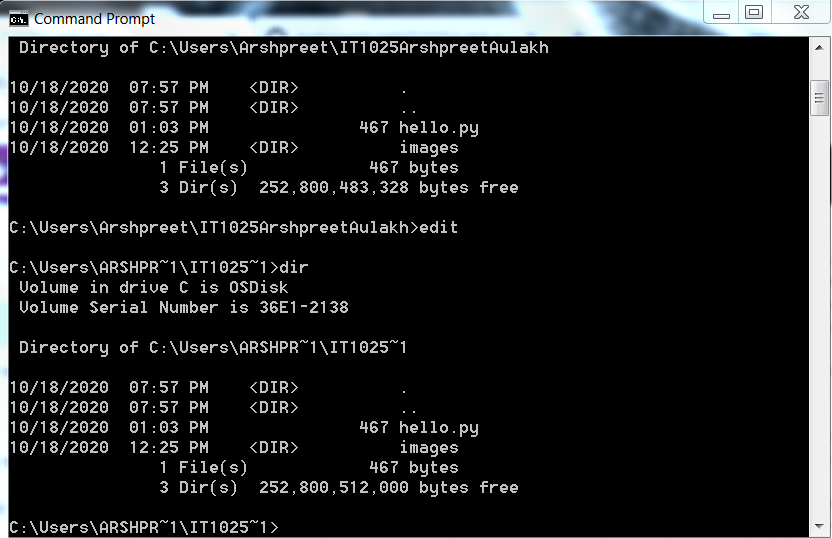 Command Prompt
Directory of C:\Users\Arshpreet\IT1025ArshpreetAulakh
10/18/2020  07:57 PM    <DIR>          .
10/18/2020  07:57 PM    <DIR>          ..
10/18/2020  01:03 PM               467 hello.py
10/18/2020  12:25 PM    <DIR>          images
               1 File(s)            467 bytes
               3 Dir(s)  252,800,483,328 bytes free
C:\Users\Arshpreet\IT1025ArshpreetAulakh>edit
C:\Users\ARSHPR~1\IT1025~1>dir
 Volume in drive C is OSDisk
 Volume Serial Number is 36E1-2138
 Directory of C:\Users\ARSHPR~1\IT1025~1
10/18/2020  07:57 PM    <DIR>          .
10/18/2020  07:57 PM    <DIR>          ..
10/18/2020  01:03 PM               467 hello.py
10/18/2020  12:25 PM    <DIR>          images
               1 File(s)            467 bytes
               3 Dir(s)  252,800,512,000 bytes free
C:\Users\ARSHPR~1\IT1025~1>